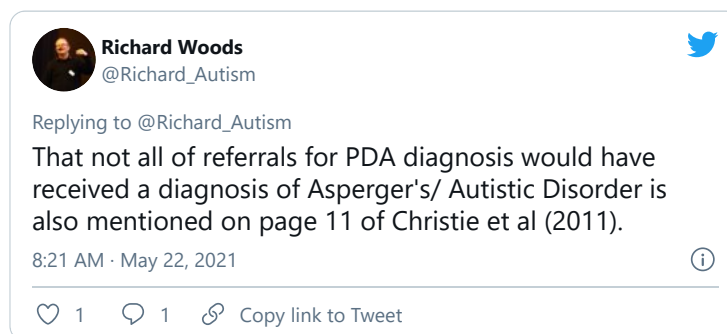 Richard Woods
@Richard_Autism
Replying to @Richard_Autism
That not all of referrals for PDA diagnosis would have
received a diagnosis of Asperger's/ Autistic Disorder is
also mentioned on page 11 of Christie et al (2011).
8:21 AM · May 22, 2021
1 1 Copy link to Tweet